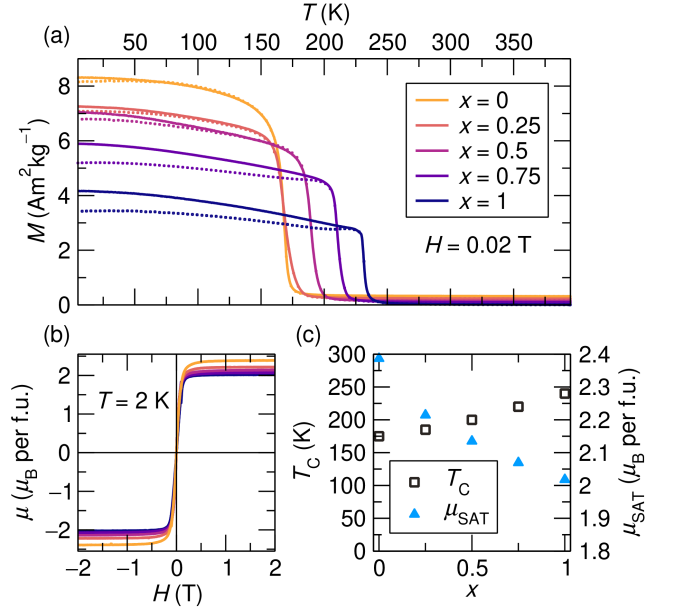 T (K)
(a)
50 100 150 200 250 300 350
8
6
4
2
0
M (Am²kg⁻¹)
x = 0
x = 0.25
x = 0.5
x = 0.75
x = 1
H = 0.02 T
(b)
2
1
0
−1
−2
μ (μB per f.u.)
T = 2 K
−2 −1 0 1 2
H (T)
(c)
300
250
200
150
100
50
0
TC (K)
TC
μSAT
2.4
2.3
2.2
2.1
2
1.9
1.8
μSAT (μB per f.u.)
0 0.5 1
x